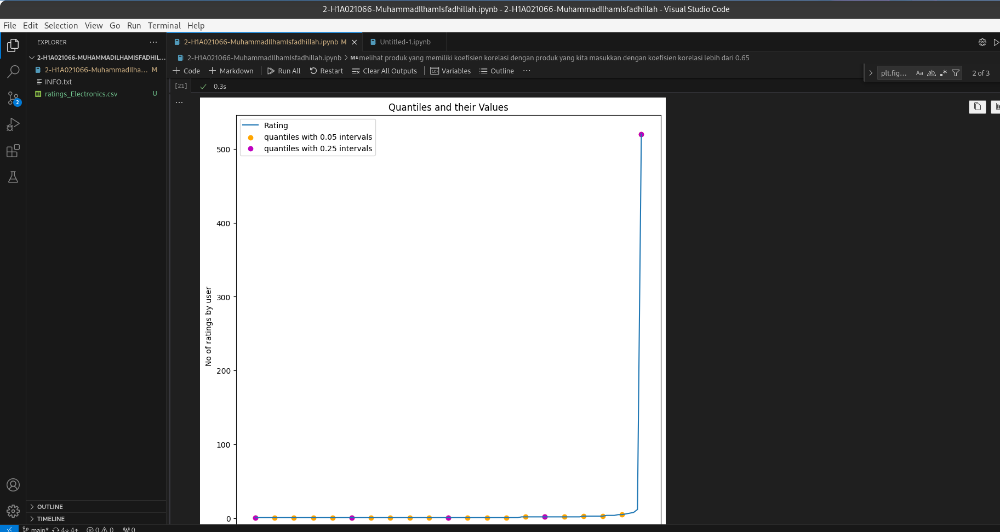 2-H1A021066-MuhammadIlhamIsfadhillah.ipynb - 2-H1A021066-MuhammadIlhamIsfadhillah - Visual Studio Code
File Edit Selection View Go Run Terminal Help
EXPLORER
2-H1A021066-MUHAMMADILHAMISFADHIL...
2-H1A021066-MuhammadIlha... M
INFO.txt
ratings_Electronics.csv U
2
OUTLINE
TIMELINE
2-H1A021066-MuhammadIlhamIsfadhillah.ipynb M
Untitled-1.ipynb
2-H1A021066-MuhammadIlhamIsfadhillah.ipynb > M↓melihat produk yang memiliki koefisien korelasi dengan produk yang kita masukkan dengan koefisien korelasi lebih dari 0.65
Code Markdown Run All Restart Clear All Outputs Variables Outline ...
plt.fig... Aa ab .* 2 of 3
[21] 0.3s
...
Quantiles and their Values
Rating
quantiles with 0.05 intervals
quantiles with 0.25 intervals
500
400
300
200
100
0
No of ratings by user
main* 4↓ 4↑ 0 0 0